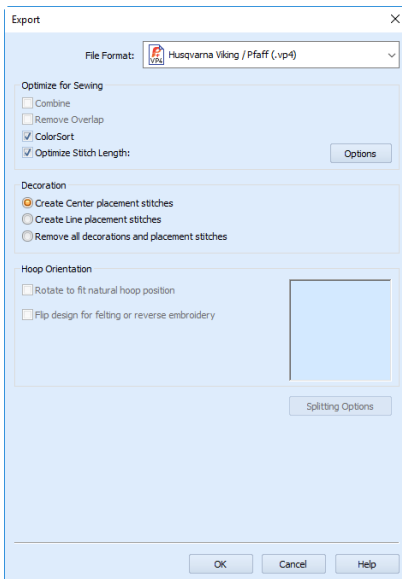 Export
File Format: VP4 Husqvarna Viking / Pfaff (.vp4)
Optimize for Sewing
Combine
Remove Overlap
ColorSort
Optimize Stitch Length:
Options
Decoration
Create Center placement stitches
Create Line placement stitches
Remove all decorations and placement stitches
Hoop Orientation
Rotate to fit natural hoop position
Flip design for felting or reverse embroidery
Splitting Options
OK Cancel Help